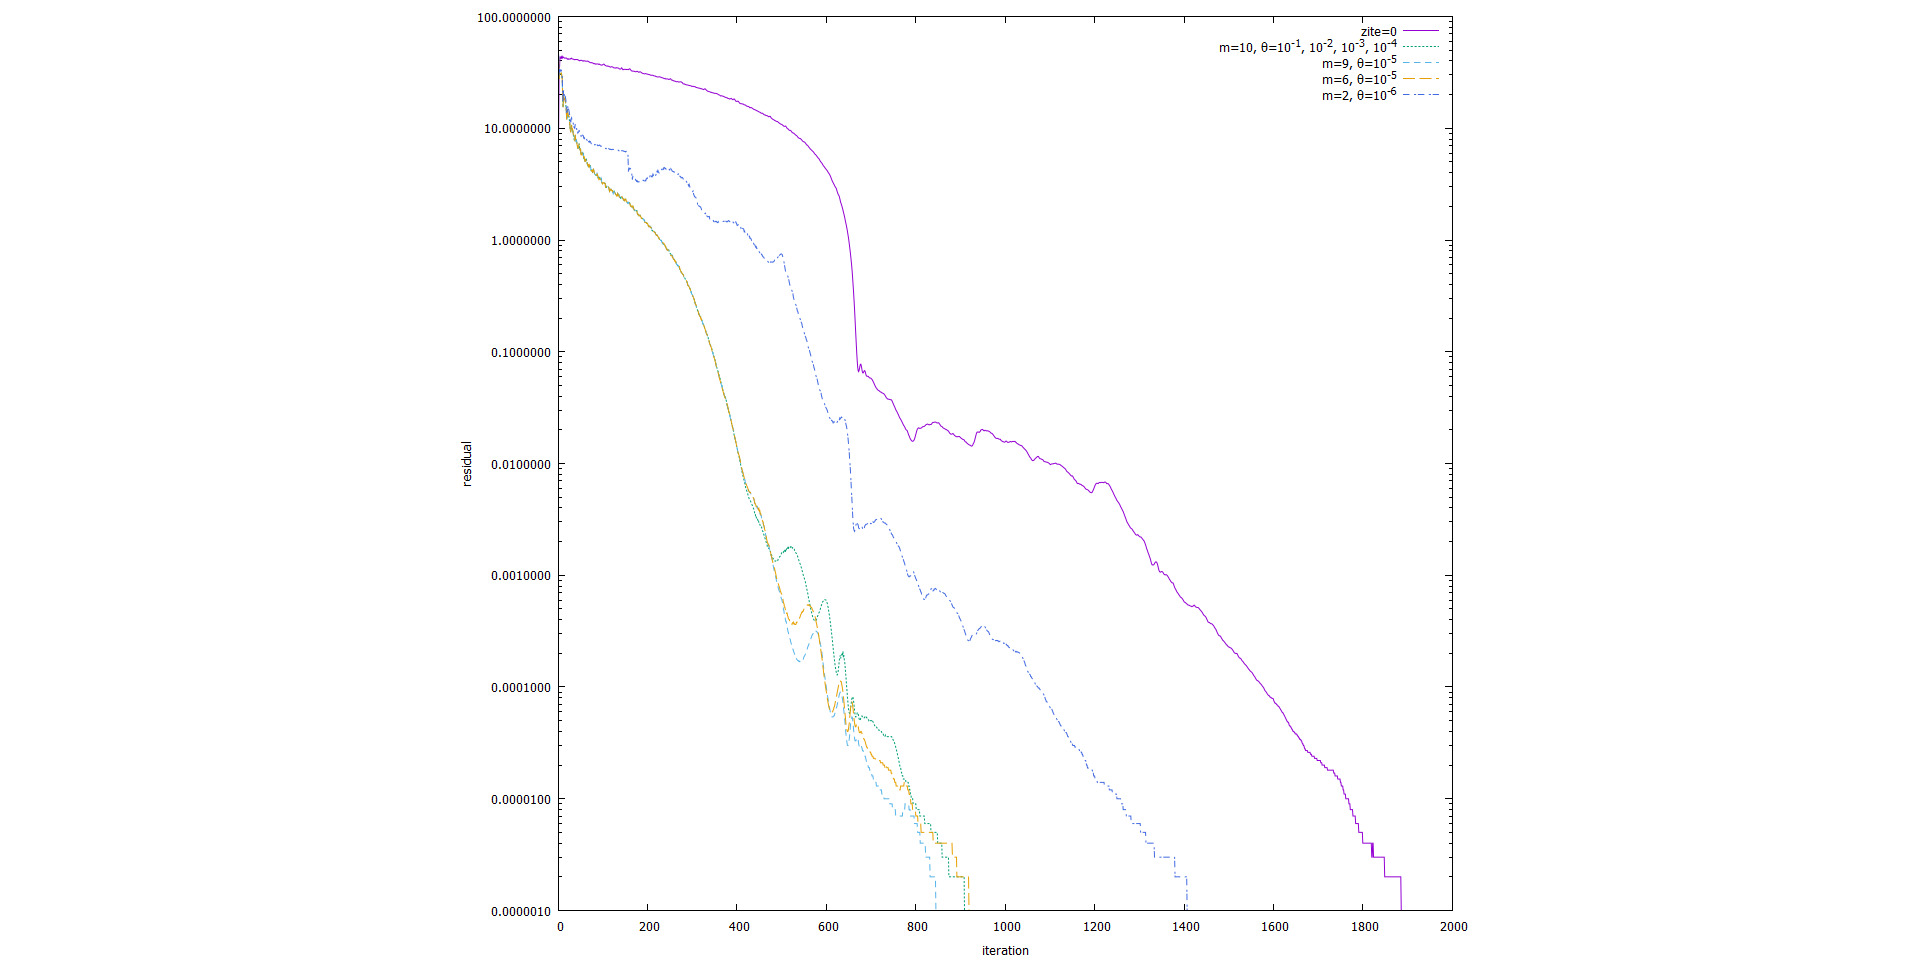 100.0000000
10.0000000
1.0000000
0.1000000
0.0100000
0.0010000
0.0001000
0.0000100
0.0000010
residual
zite=0
m=10, θ=10⁻¹, 10⁻², 10⁻³, 10⁻⁴
m=9, θ=10⁻⁵
m=6, θ=10⁻⁵
m=2, θ=10⁻⁶
0 200 400 600 800 1000 1200 1400 1600 1800 2000
iteration